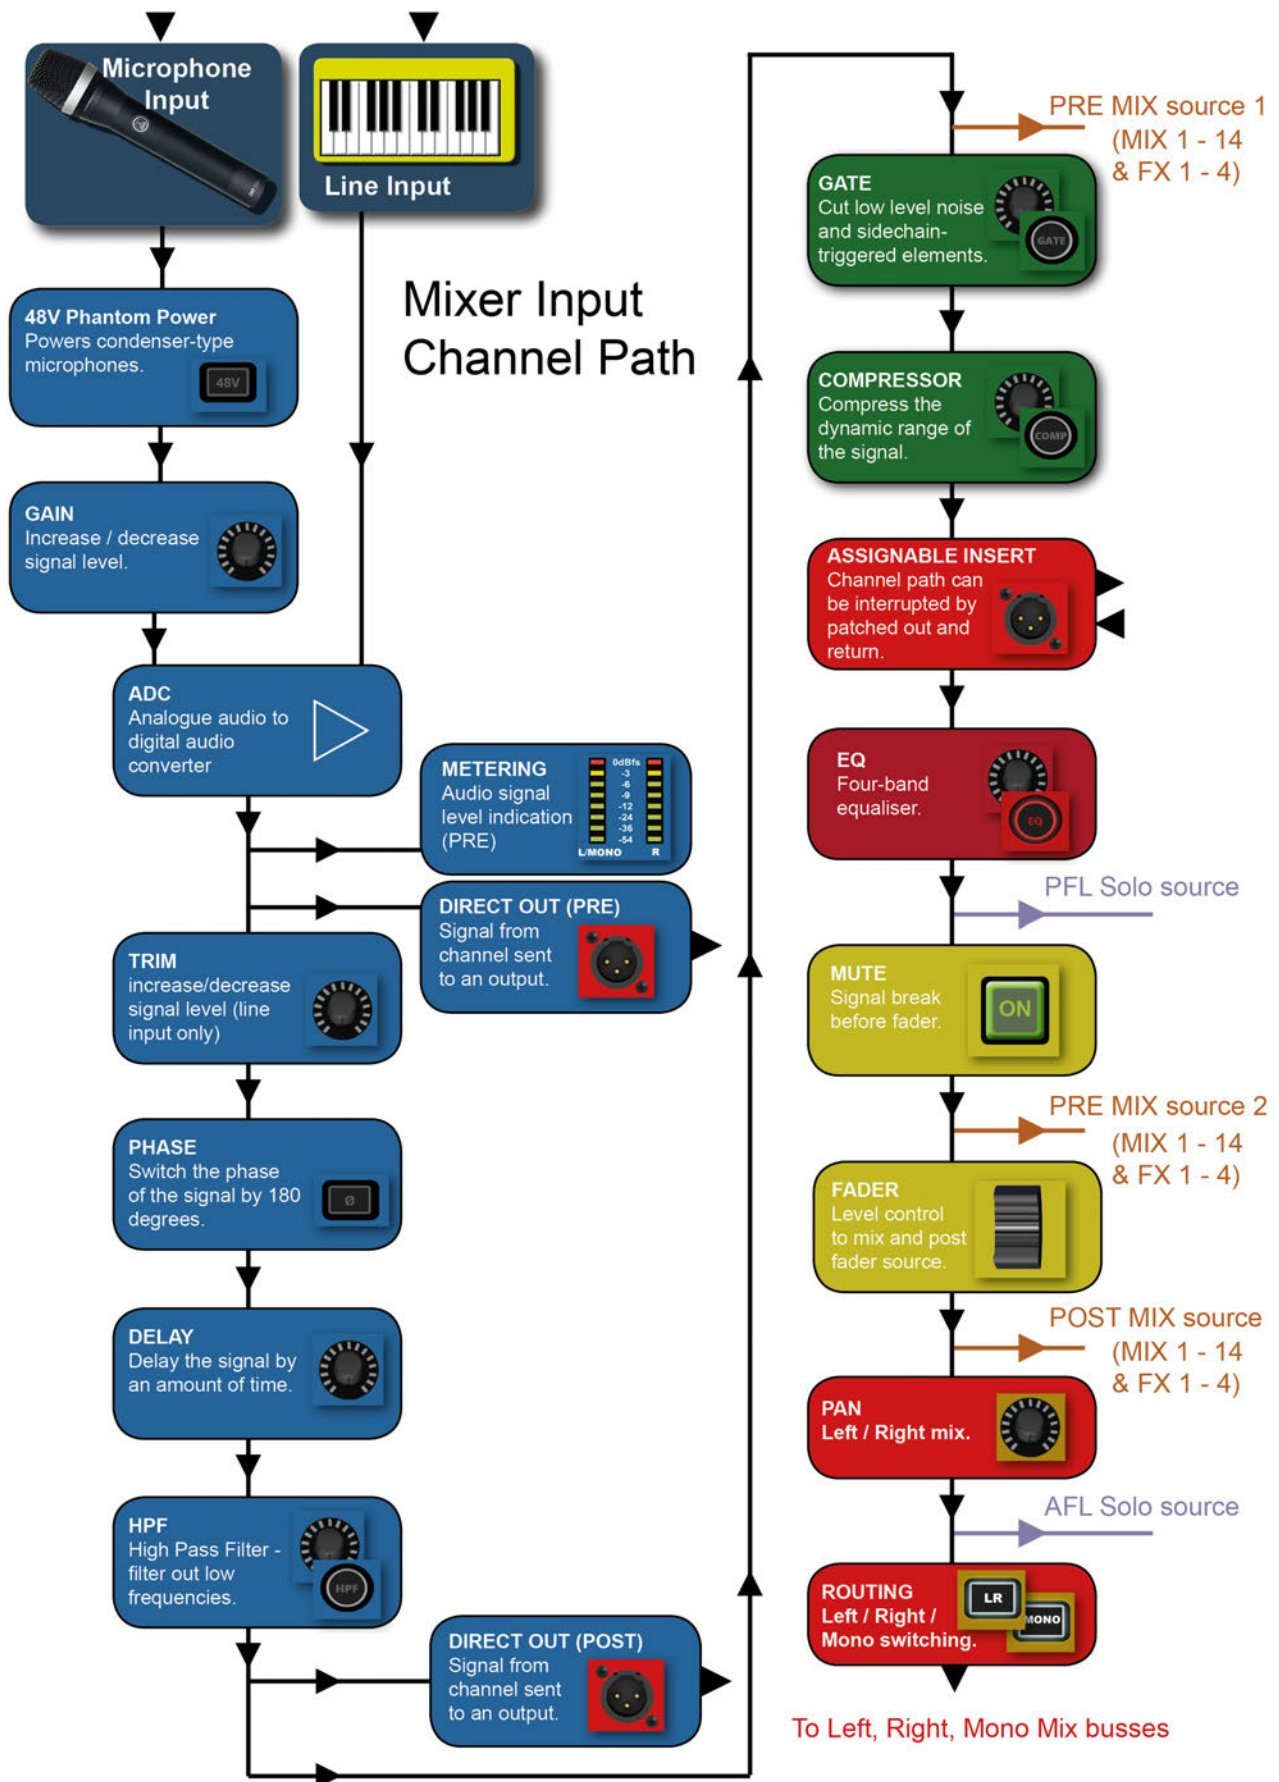 Microphone
Input
Line Input
Mixer Input
Channel Path
48V Phantom Power
Powers condenser-type
microphones.
48V
GAIN
Increase / decrease
signal level.
ADC
Analogue audio to
digital audio
converter
METERING
Audio signal
level indication
(PRE)
0dBfs
-3
-6
-9
-12
-24
-36
-54
L/MONO R
DIRECT OUT (PRE)
Signal from
channel sent
to an output.
TRIM
increase/decrease
signal level (line
input only)
PHASE
Switch the phase
of the signal by 180
degrees.
Ø
DELAY
Delay the signal by
an amount of time.
HPF
High Pass Filter -
filter out low
frequencies.
HPF
DIRECT OUT (POST)
Signal from
channel sent
to an output.
PRE MIX source 1
(MIX 1 - 14
& FX 1 - 4)
GATE
Cut low level noise
and sidechain-
triggered elements.
GATE
COMPRESSOR
Compress the
dynamic range of
the signal.
COMP
ASSIGNABLE INSERT
Channel path can
be interrupted by
patched out and
return.
EQ
Four-band
equaliser.
EQ
PFL Solo source
MUTE
Signal break
before fader.
ON
PRE MIX source 2
(MIX 1 - 14
& FX 1 - 4)
FADER
Level control
to mix and post
fader source.
POST MIX source
(MIX 1 - 14
& FX 1 - 4)
PAN
Left / Right mix.
AFL Solo source
ROUTING
Left / Right /
Mono switching.
LR
MONO
To Left, Right, Mono Mix busses